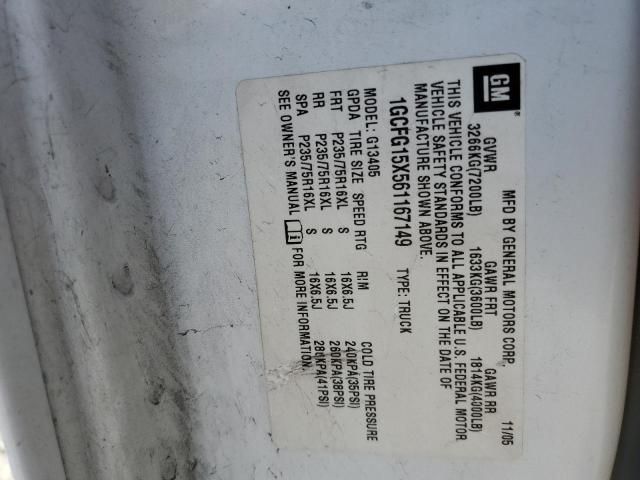 GM®
MFD BY GENERAL MOTORS CORP. 11/05
GVWR GAWR FRT GAWR RR
3266KG(7200LB) 1633KG(3600LB) 1814KG(4000LB)
THIS VEHICLE CONFORMS TO ALL APPLICABLE U.S. FEDERAL MOTOR
VEHICLE SAFETY STANDARDS IN EFFECT ON THE DATE OF
MANUFACTURE SHOWN ABOVE.
1GCFG15X561167149 TYPE: TRUCK
MODEL: G13405
GPDA TIRE SIZE SPEED RTG RIM COLD TIRE PRESSURE
FRT P235/75R16XL S 16X6.5J 240KPA(35PSI)
RR P235/75R16XL S 16X6.5J 260KPA(38PSI)
SPA P235/75R16XL S 16X6.5J 280KPA(41PSI)
SEE OWNER'S MANUAL FOR MORE INFORMATION.